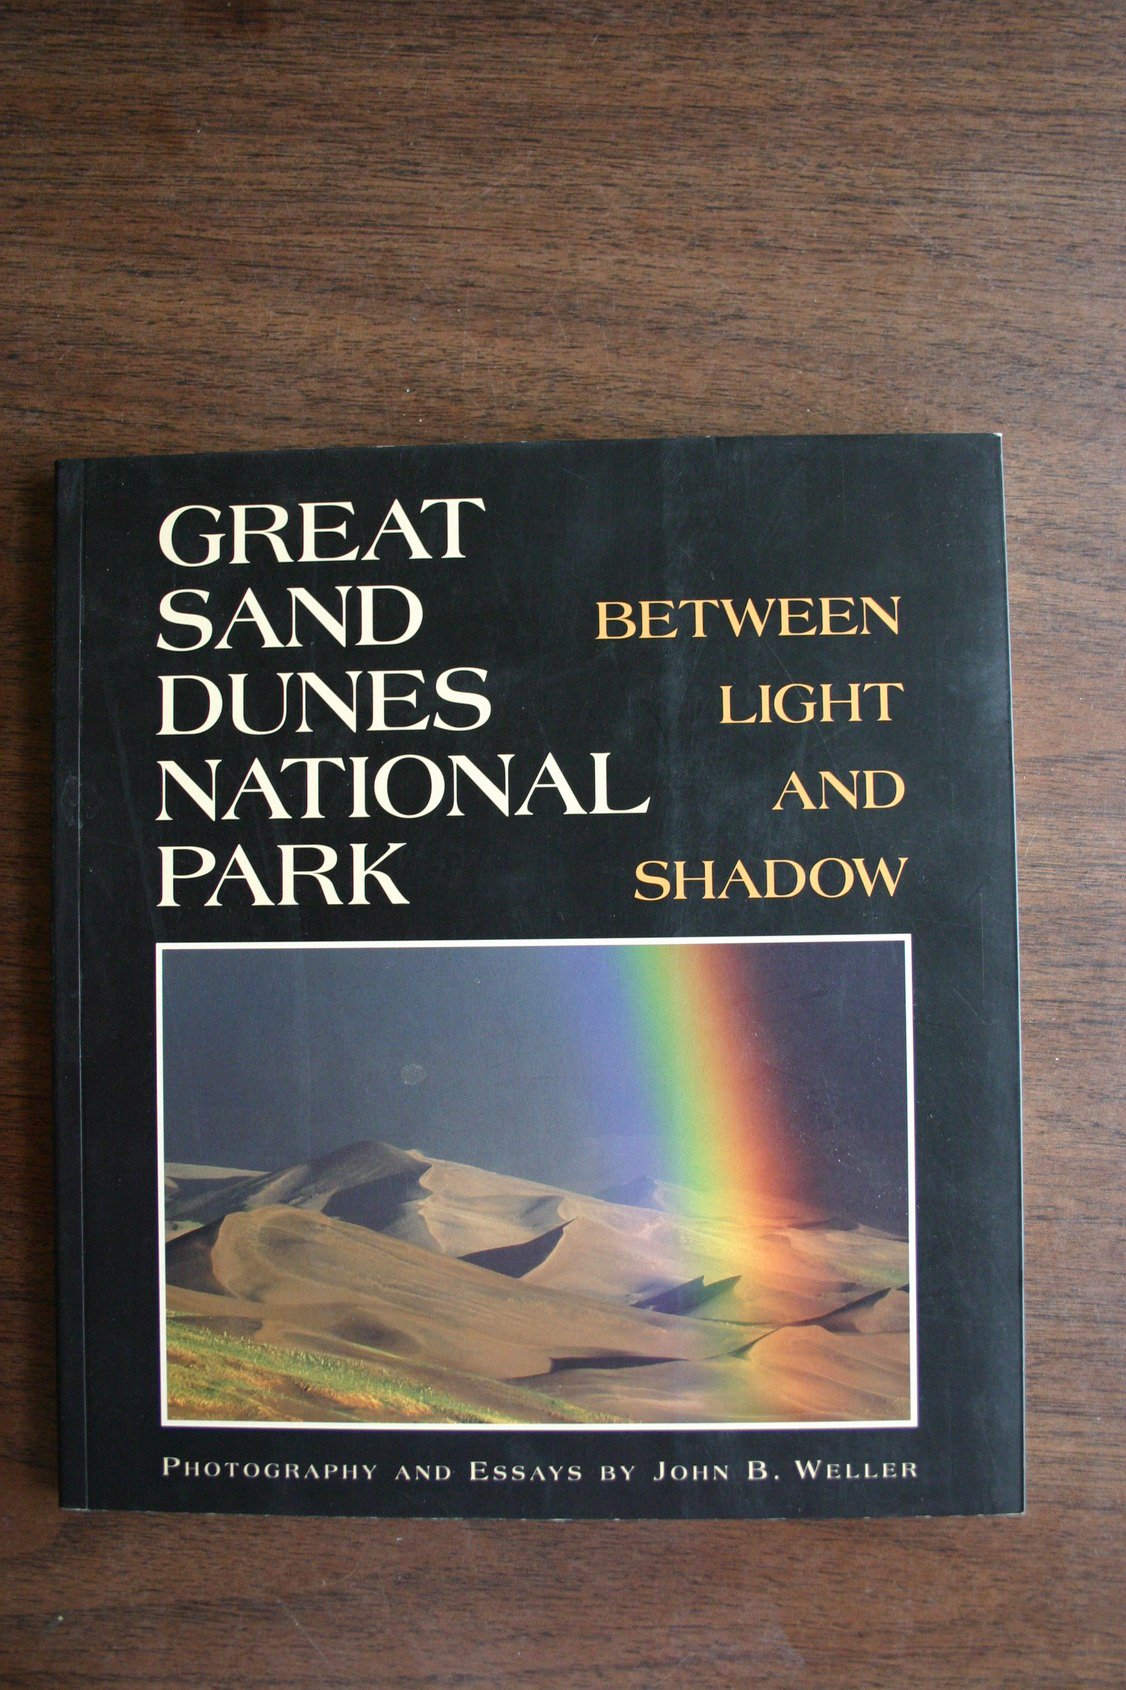 GREAT
SAND
DUNES
NATIONAL
PARK
BETWEEN
LIGHT
AND
SHADOW
PHOTOGRAPHY AND ESSAYS BY JOHN B. WELLER